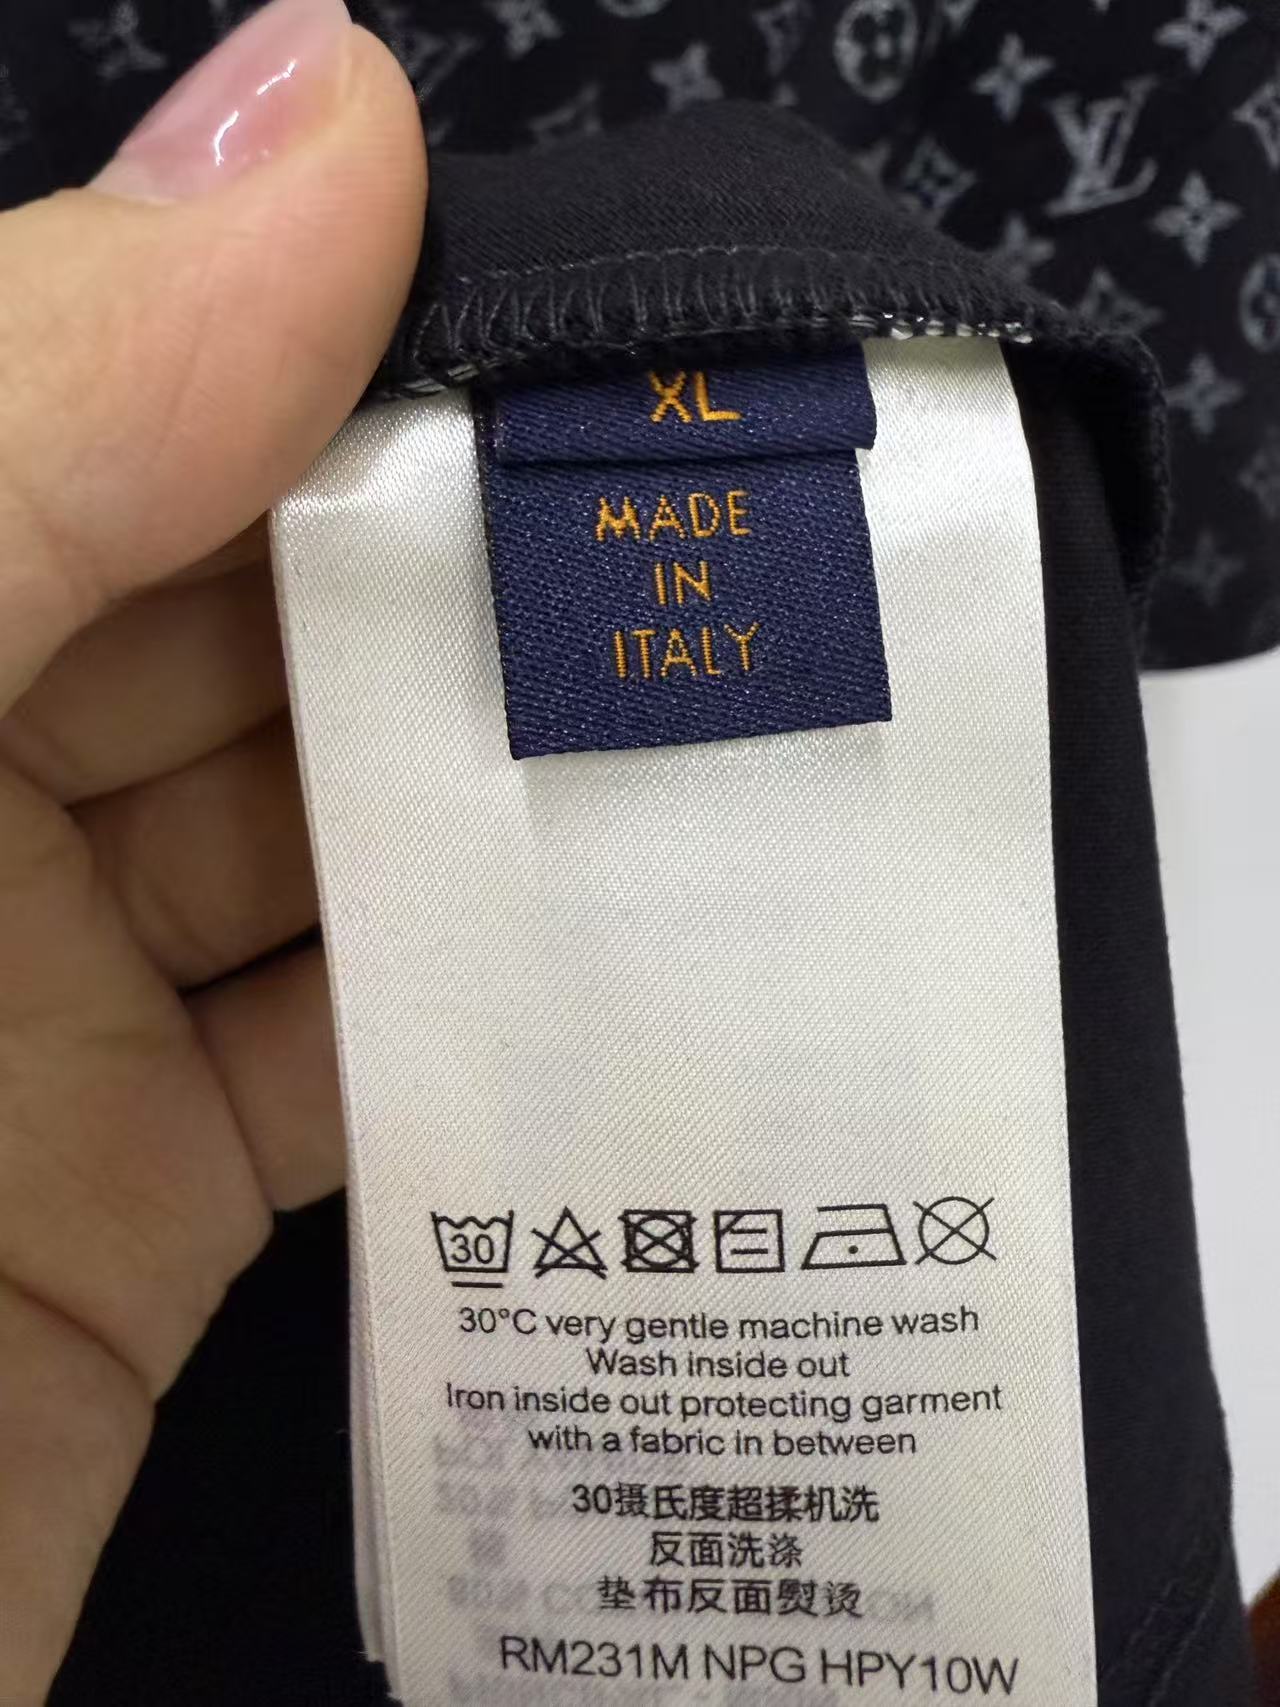 XL
MADE
IN
ITALY
30
30°C very gentle machine wash
Wash inside out
Iron inside out protecting garment
with a fabric in between
30摄氏度超揉机洗
反面洗涤
垫布反面熨烫
RM231M NPG HPY10W